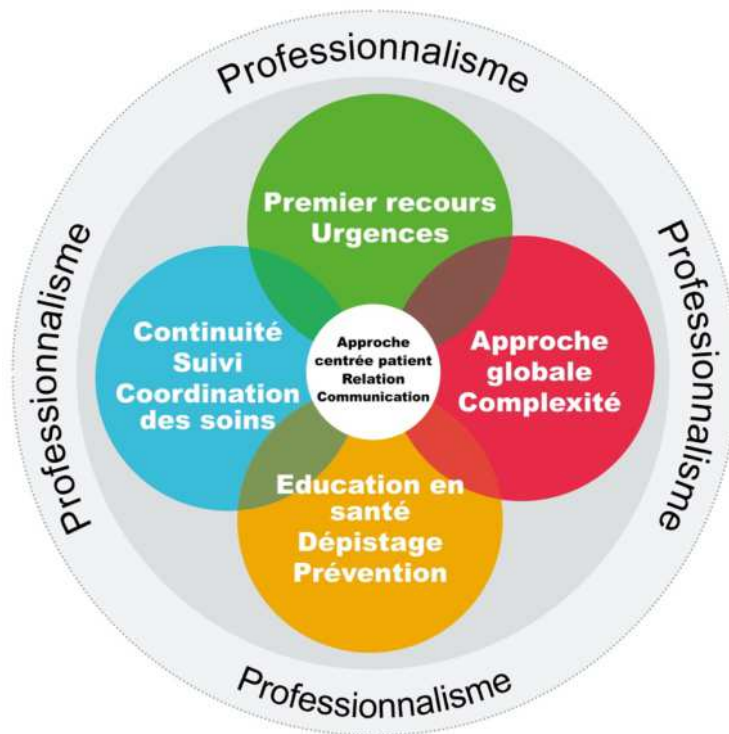 Professionnalisme
Premier recours
Urgences
Professionnalisme
Continuité
Suivi
Coordination
des soins
Approche
centrée patient
Relation
Communication
Approche
globale
Complexité
Professionnalisme
Education en
santé
Dépistage
Prévention
Professionnalisme